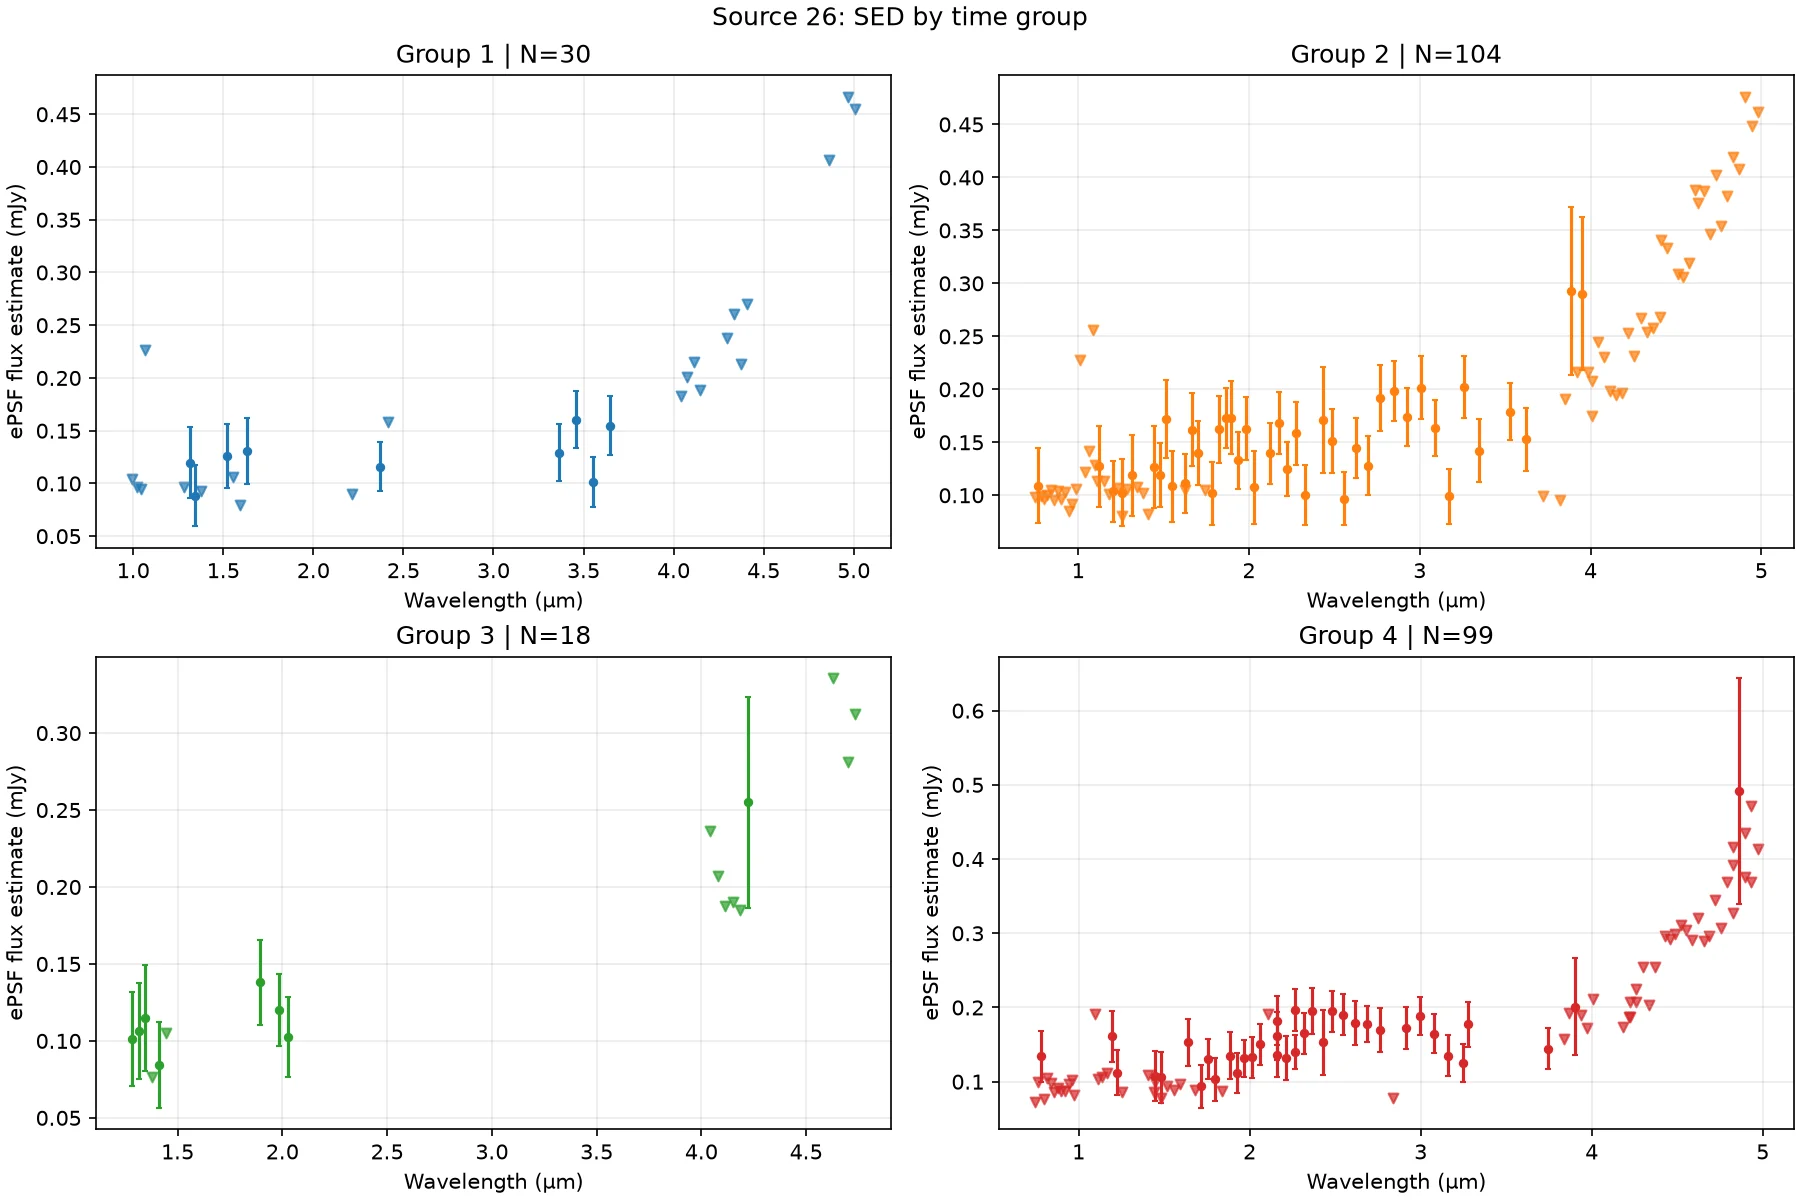 Source 26: SED by time group
Group 1 | N=30
0.45
0.40
0.35
0.30
0.25
0.20
0.15
0.10
0.05
ePSF flux estimate (mJy)
1.0 1.5 2.0 2.5 3.0 3.5 4.0 4.5 5.0
Wavelength (µm)
Group 2 | N=104
0.45
0.40
0.35
0.30
0.25
0.20
0.15
0.10
ePSF flux estimate (mJy)
1 2 3 4 5
Wavelength (µm)
Group 3 | N=18
0.30
0.25
0.20
0.15
0.10
0.05
ePSF flux estimate (mJy)
1.5 2.0 2.5 3.0 3.5 4.0 4.5
Wavelength (µm)
Group 4 | N=99
0.6
0.5
0.4
0.3
0.2
0.1
ePSF flux estimate (mJy)
1 2 3 4 5
Wavelength (µm)